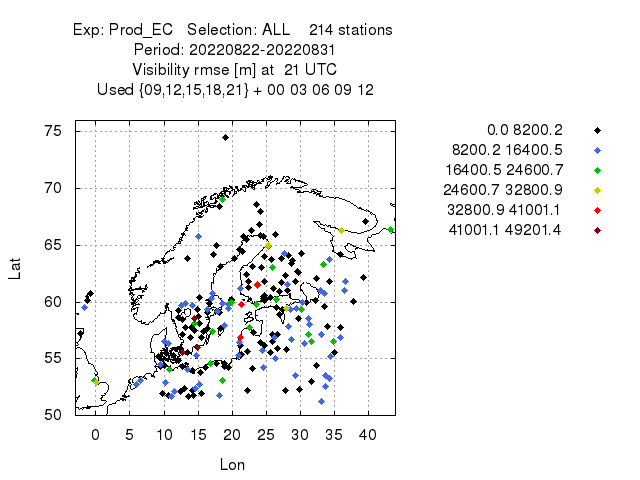 Exp: Prod_EC   Selection: ALL    214 stations
Period: 20220822-20220831
Visibility rmse [m] at  21 UTC
Used {09,12,15,18,21} + 00 03 06 09 12
0.0 8200.2
8200.2 16400.5
16400.5 24600.7
24600.7 32800.9
32800.9 41001.1
41001.1 49201.4
75
70
65
60
55
50
Lat
0 5 10 15 20 25 30 35 40
Lon